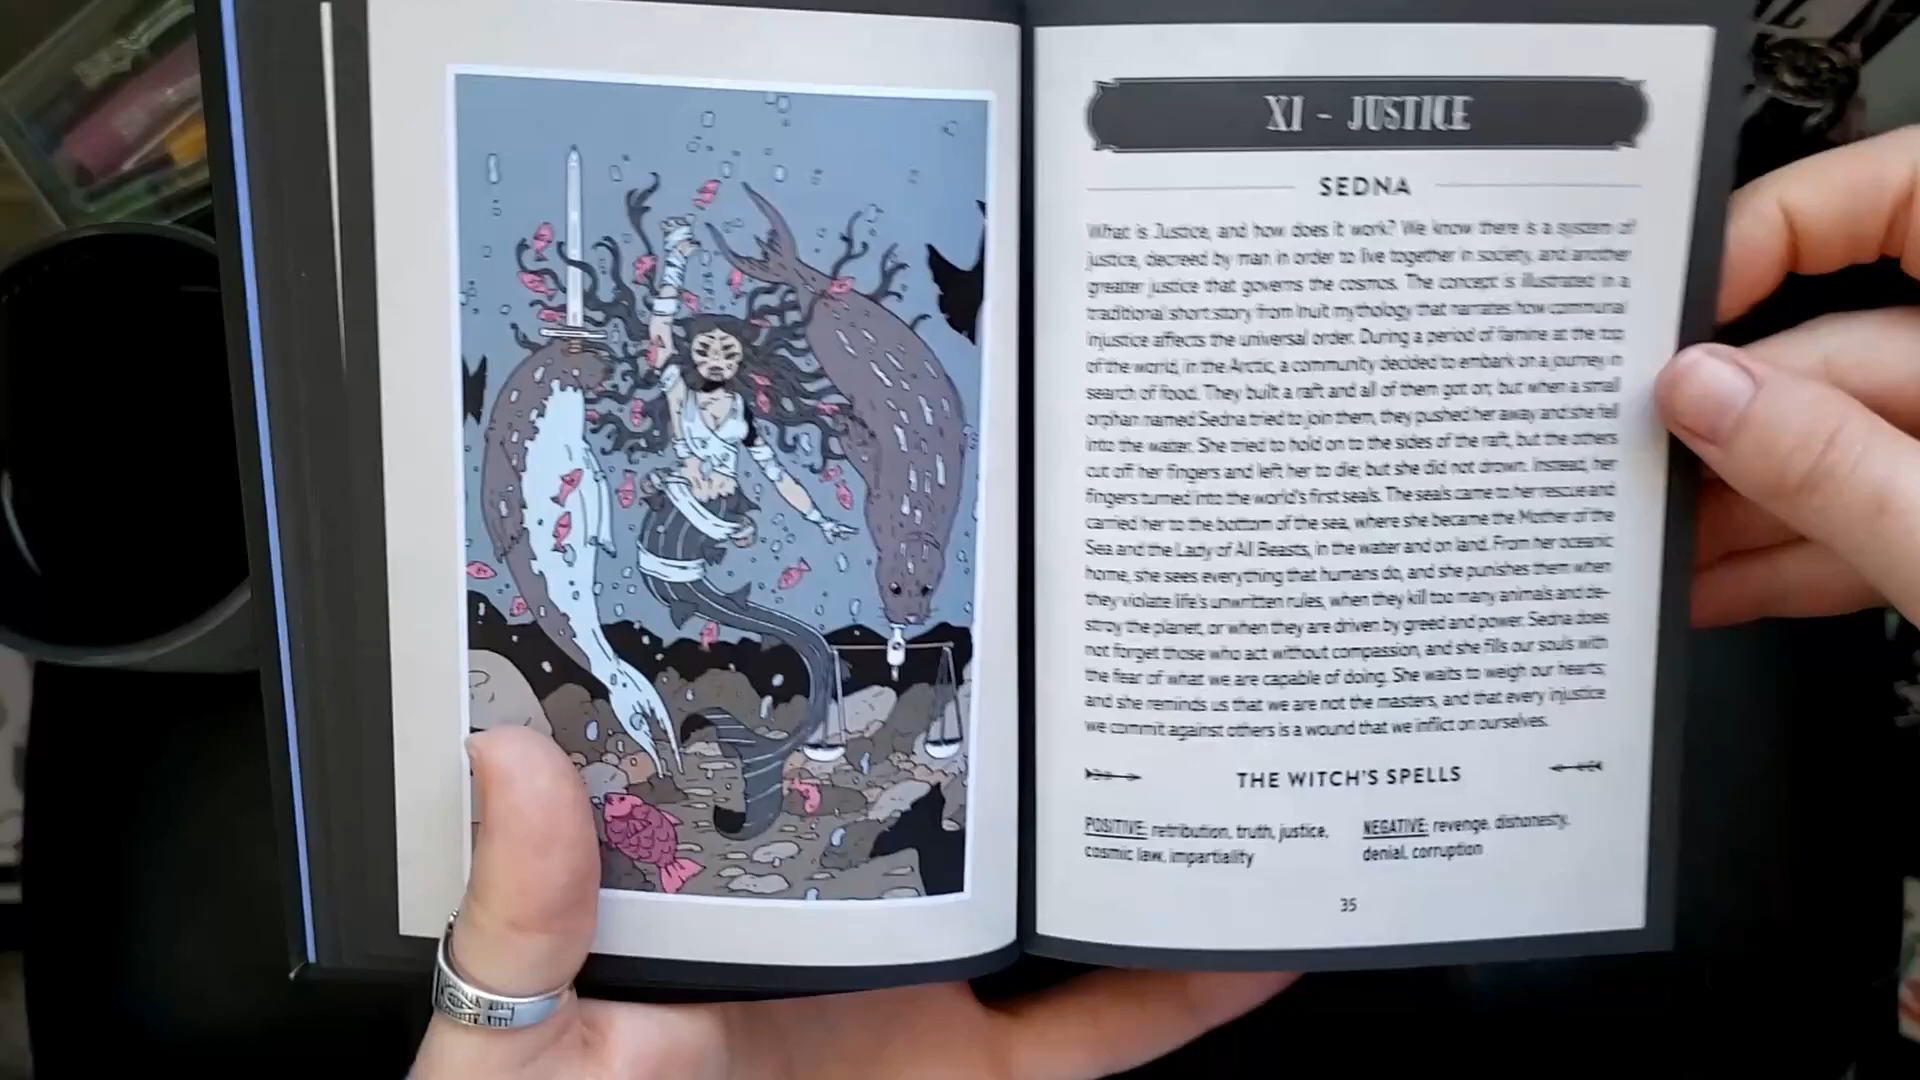 XI - JUSTICE
SEDNA
What is Justice, and how does it work? We know there is a system of
justice, decreed by man in order to live together in society, and another
greater justice that governs the cosmos. The concept is illustrated in a
traditional short story from Inuit mythology that narrates how communal
injustice affects the universal order. During a period of famine at the top
of the world, in the Arctic, a community decided to embark on a journey in
search of food. They built a raft and all of them got on; but when a small
orphan named Sedna tried to join them, they pushed her away and she fell
into the water. She tried to hold on to the sides of the raft, but the others
cut off her fingers and left her to die; but she did not drown. Instead, her
fingers turned into the world's first seals. The seals came to her rescue and
carried her to the bottom of the sea, where she became the Mother of the
Sea and the Lady of All Beasts, in the water and on land. From her oceanic
home, she sees everything that humans do, and she punishes them when
they violate life's unwritten rules, when they kill too many animals and de-
stroy the planet, or when they are driven by greed and power. Sedna does
not forget those who act without compassion, and she fills our souls with
the fear of what we are capable of doing. She waits to weigh our hearts;
and she reminds us that we are not the masters, and that every injustice
we commit against others is a wound that we inflict on ourselves.
THE WITCH'S SPELLS
POSITIVE: retribution, truth, justice,
cosmic law, impartiality
NEGATIVE: revenge, dishonesty,
denial, corruption
35